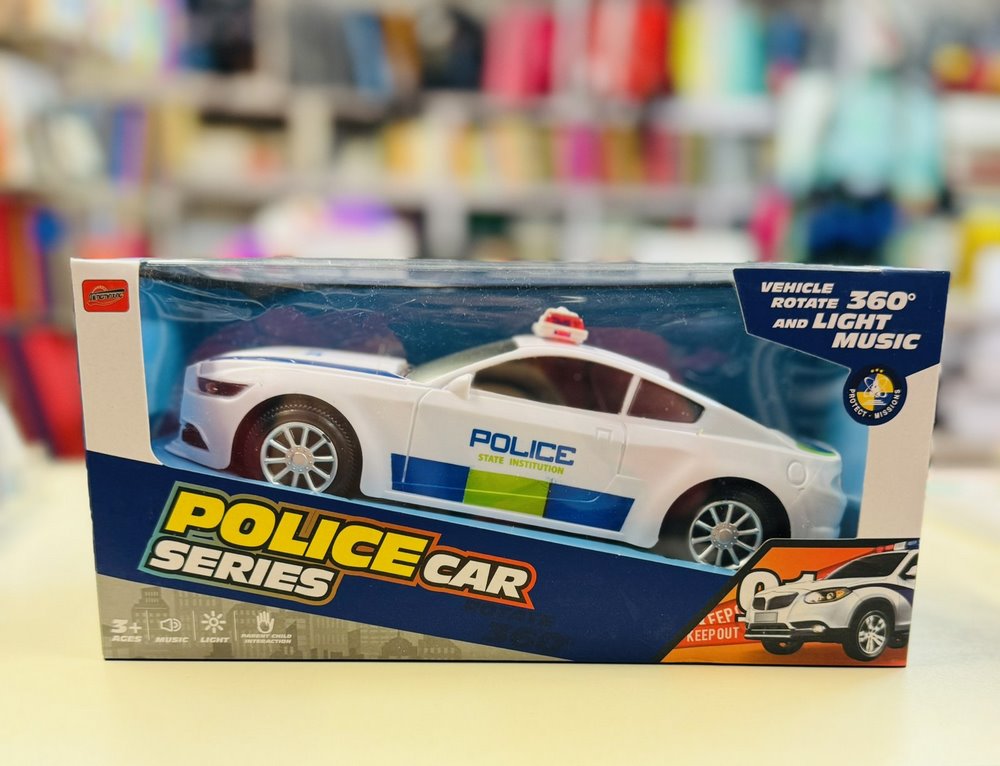 VEHICLE
ROTATE 360°
AND LIGHT
MUSIC
PROTECT · MISSIONS
POLICE
STATE INSTITUTION
POLICE CAR
SERIES
3+
ACES
MUSIC
LIGHT
PARENT CHILD
INTERACTION
KEEP OUT